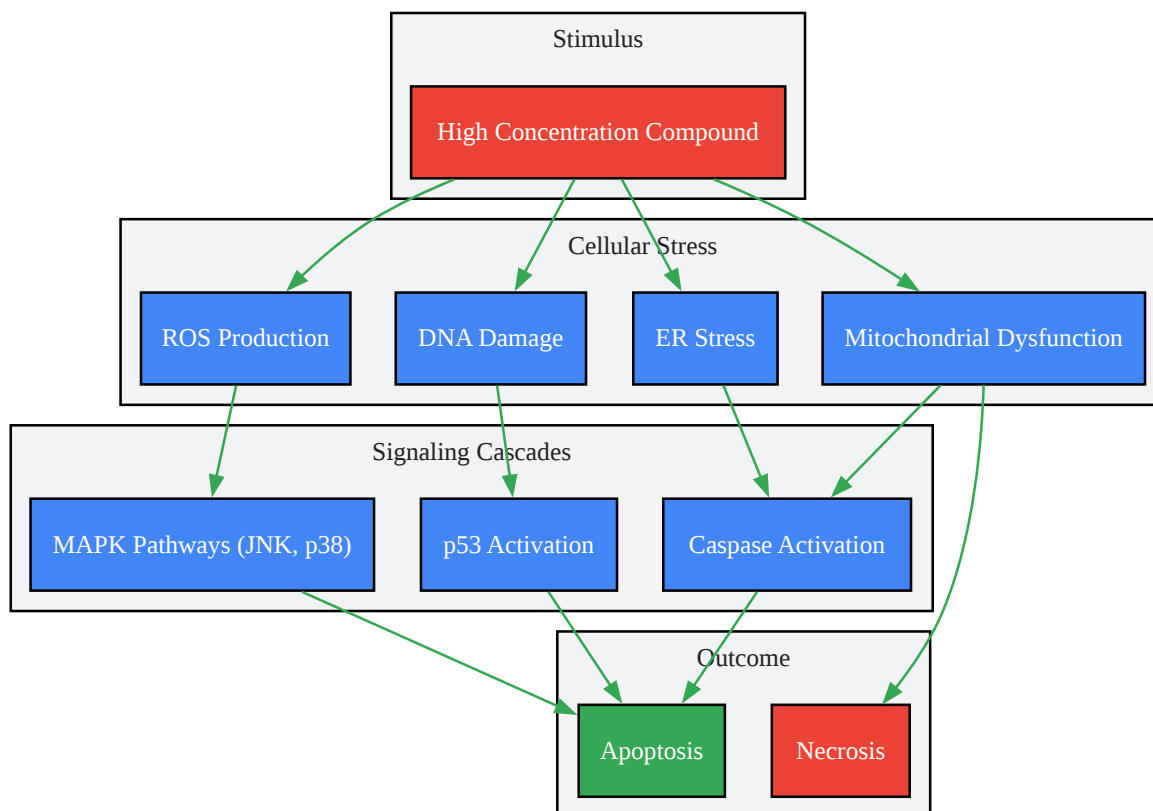 Stimulus
High Concentration Compound
Cellular Stress
ROS Production
DNA Damage
ER Stress
Mitochondrial Dysfunction
Signaling Cascades
MAPK Pathways (JNK, p38)
p53 Activation
Caspase Activation
Outcome
Apoptosis
Necrosis